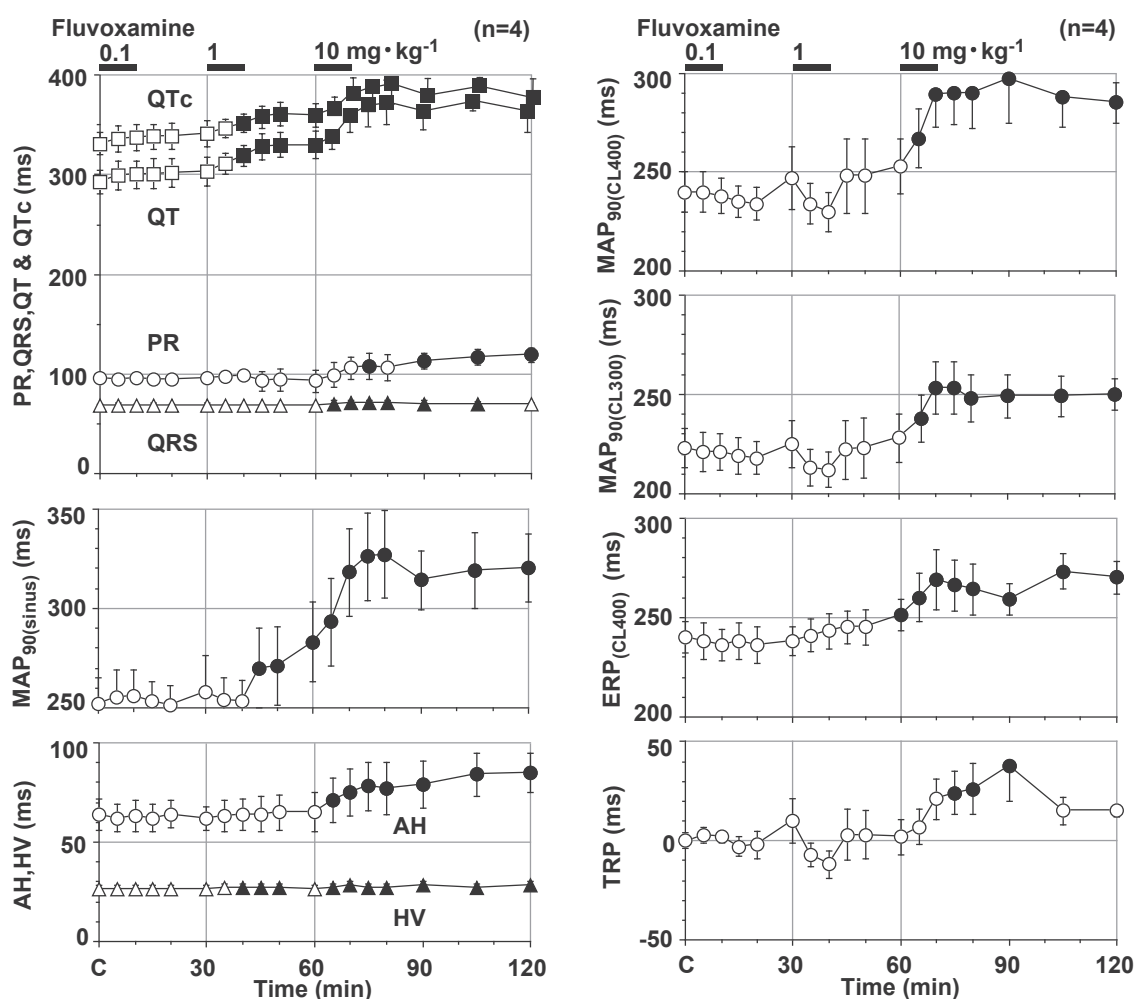 Fluvoxamine (n=4)
0.1 1 10 mg・kg-1
400
300
200
100
0
PR,QRS,QT & QTc (ms)
QTc
QT
PR
QRS
350
300
250
MAP90(sinus) (ms)
100
50
0
AH,HV (ms)
AH
HV
C 30 60 90 120
Time (min)
Fluvoxamine (n=4)
0.1 1 10 mg・kg-1
300
250
200
MAP90(CL400) (ms)
300
250
200
MAP90(CL300) (ms)
300
250
200
ERP(CL400) (ms)
50
0
-50
TRP (ms)
C 30 60 90 120
Time (min)